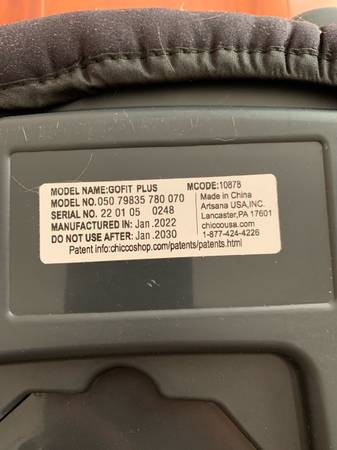 MODEL NAME:GOFIT PLUS
MODEL NO.050 79835 780 070
SERIAL NO. 22 01 05 0248
MANUFACTURED IN: Jan .2022
DO NOT USE AFTER: Jan .2030
Patent info:chiccoshop.com/patents/patents.html
MCODE:10878
Made in China
Artsana USA,INC.
Lancaster,PA 17601
chiccousa.com
1-877-424-4226